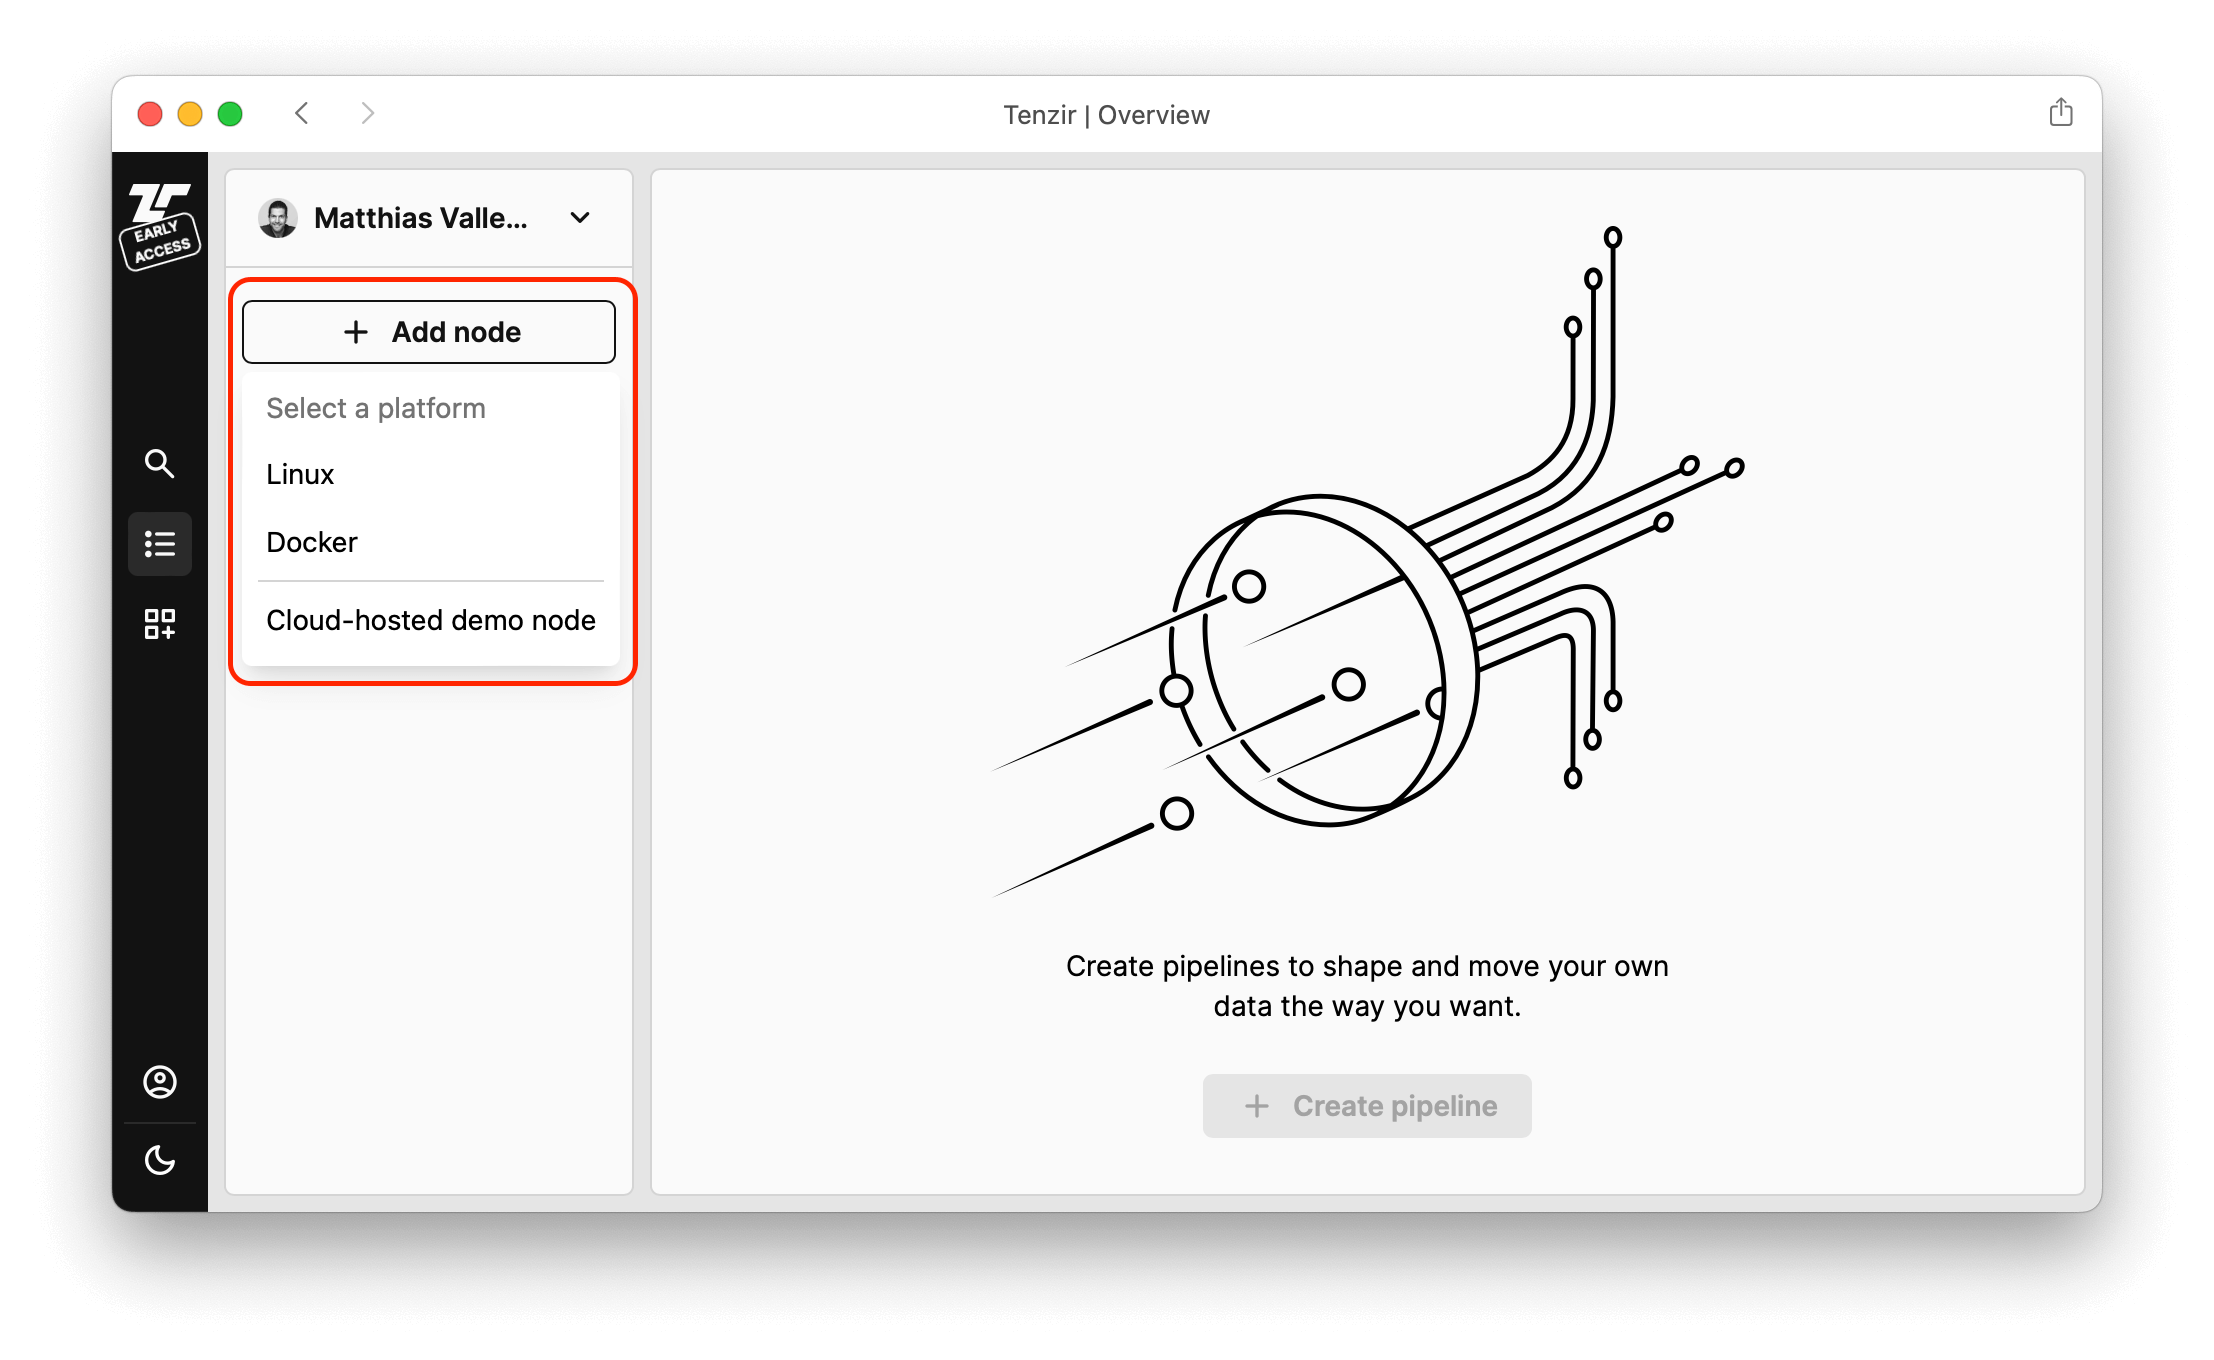 Tenzir | Overview
EARLY
ACCESS
Matthias Valle...
Add node
Select a platform
Linux
Docker
Cloud-hosted demo node
Create pipelines to shape and move your own
data the way you want.
Create pipeline